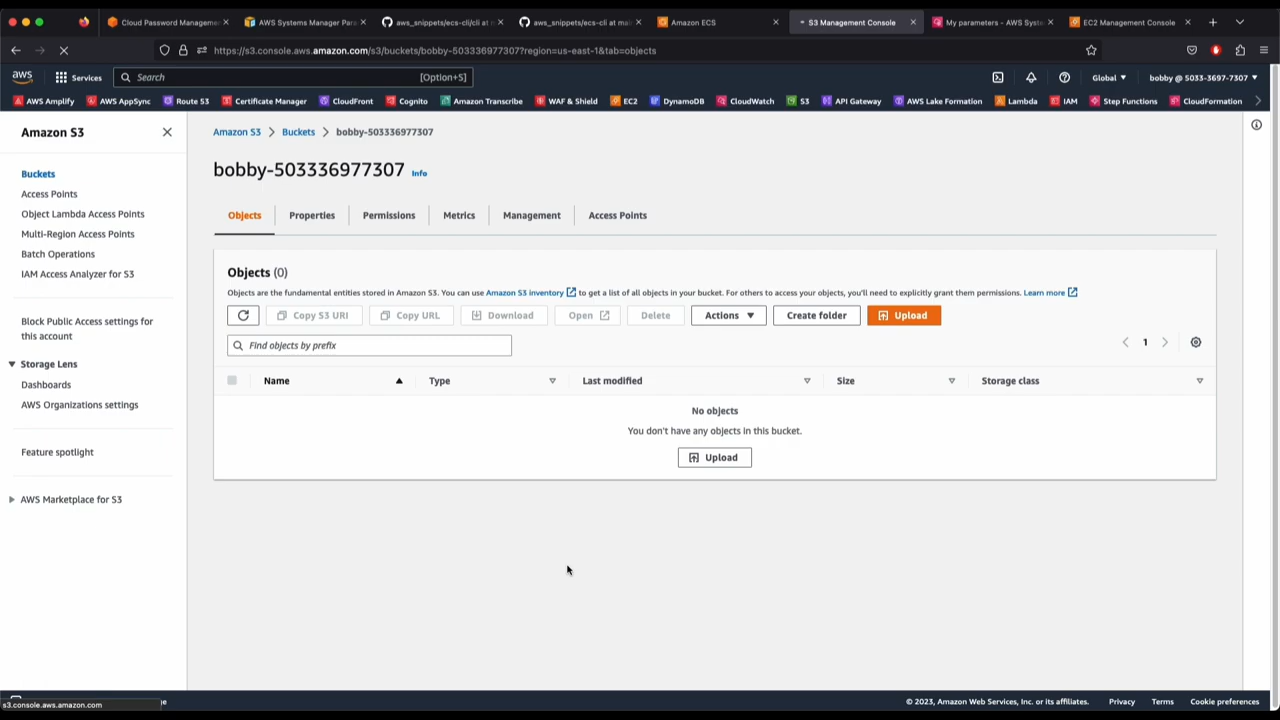 Cloud Password Manageme
AWS Systems Manager Para
aws_snippets/ecs-cli/cli at m
aws_snippets/ecs-cli at mai
Amazon ECS
S3 Management Console
My parameters - AWS Syste
EC2 Management Console
https://s3.console.aws.amazon.com/s3/buckets/bobby-503336977307?region=us-east-1&tab=objects
aws
Services
Search
[Option+S]
Global
bobby @ 5033-3697-7307
AWS Amplify
AWS AppSync
Route 53
Certificate Manager
CloudFront
Cognito
Amazon Transcribe
WAF & Shield
EC2
DynamoDB
CloudWatch
S3
API Gateway
AWS Lake Formation
Lambda
IAM
Step Functions
CloudFormation
Amazon S3
Buckets
Access Points
Object Lambda Access Points
Multi-Region Access Points
Batch Operations
IAM Access Analyzer for S3
Block Public Access settings for
this account
Storage Lens
Dashboards
AWS Organizations settings
Feature spotlight
AWS Marketplace for S3
Amazon S3 > Buckets > bobby-503336977307
bobby-503336977307 Info
Objects
Properties
Permissions
Metrics
Management
Access Points
Objects (0)
Objects are the fundamental entities stored in Amazon S3. You can use Amazon S3 inventory to get a list of all objects in your bucket. For others to access your objects, you'll need to explicitly grant them permissions. Learn more
Copy S3 URI
Copy URL
Download
Open
Delete
Actions
Create folder
Upload
Find objects by prefix
1
Name
Type
Last modified
Size
Storage class
No objects
You don't have any objects in this bucket.
Upload
s3.console.aws.amazon.com
© 2023, Amazon Web Services, Inc. or its affiliates.
Privacy
Terms
Cookie preferences